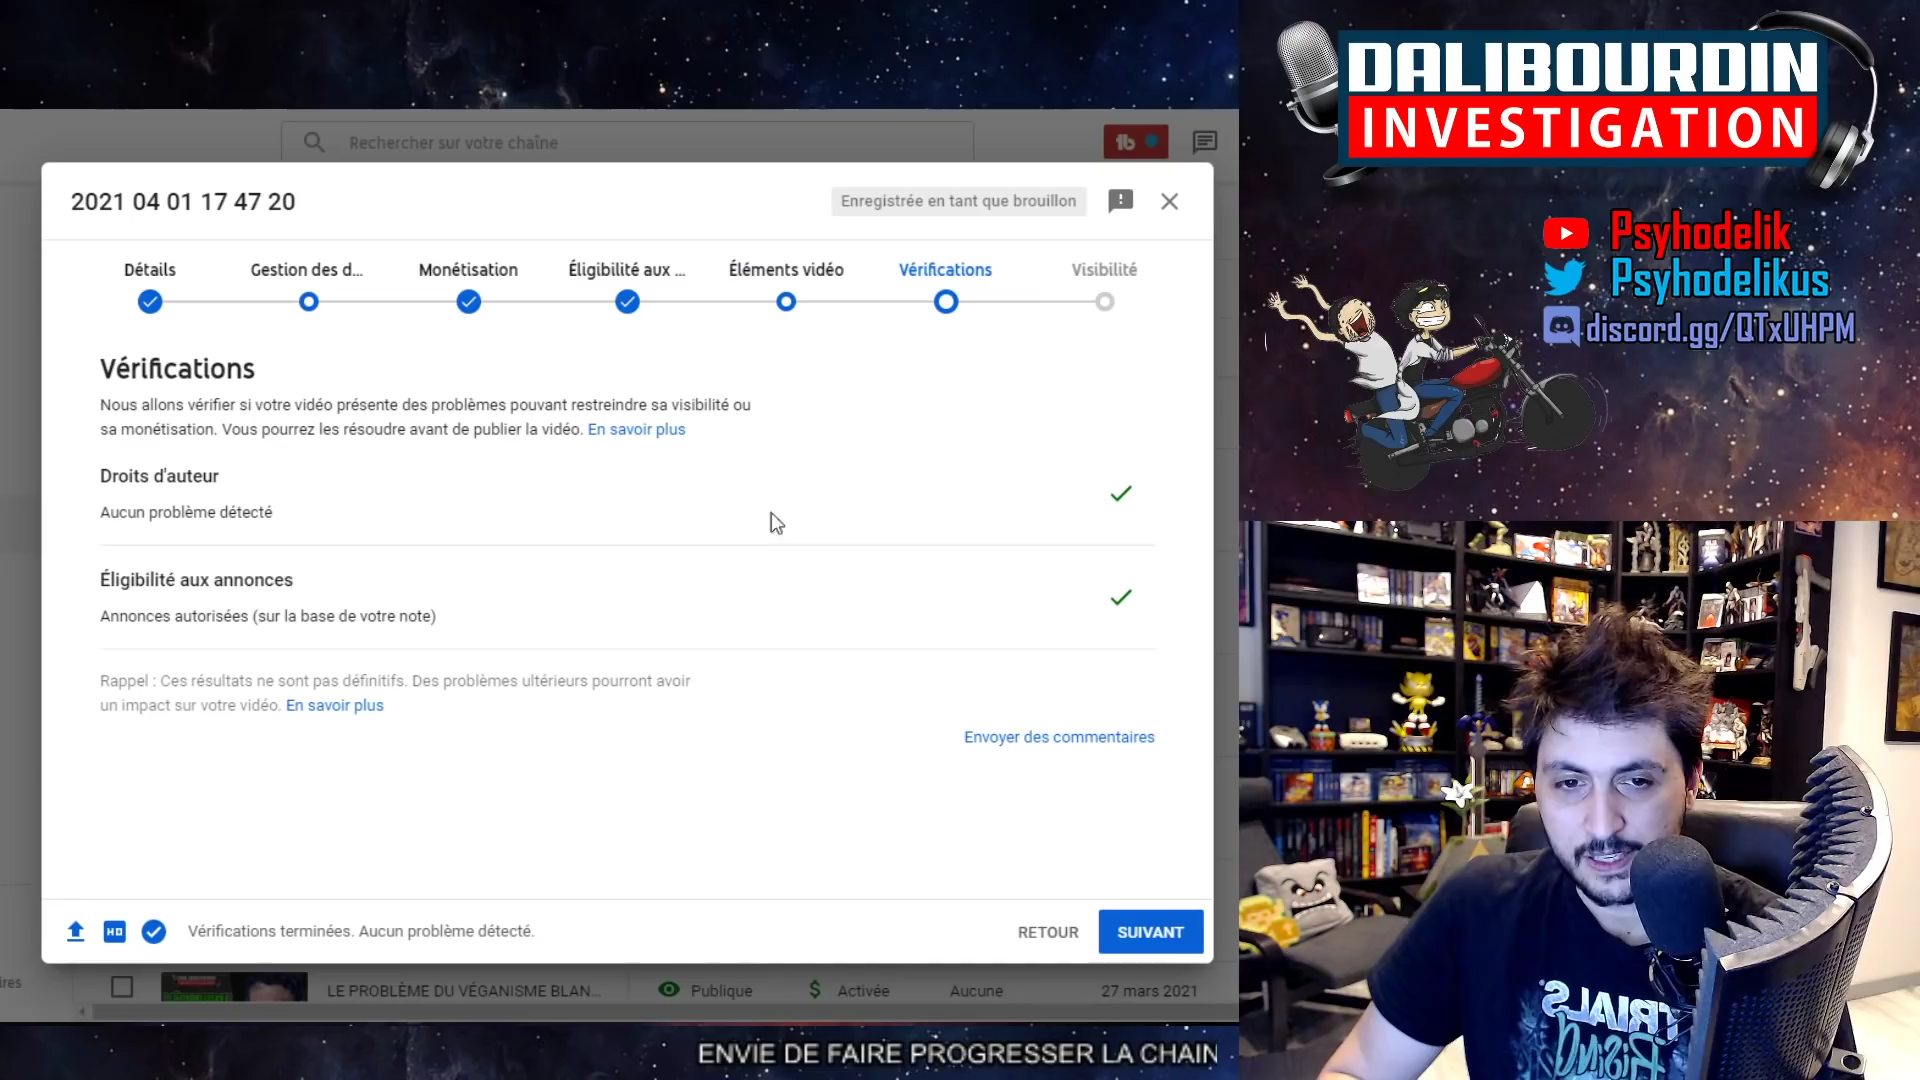 Rechercher sur votre chaîne
2021 04 01 17 47 20
Enregistrée en tant que brouillon
Détails
Gestion des d...
Monétisation
Éligibilité aux ...
Éléments vidéo
Vérifications
Visibilité
Vérifications
Nous allons vérifier si votre vidéo présente des problèmes pouvant restreindre sa visibilité ou
sa monétisation. Vous pourrez les résoudre avant de publier la vidéo. En savoir plus
Droits d'auteur
Aucun problème détecté
Éligibilité aux annonces
Annonces autorisées (sur la base de votre note)
Rappel : Ces résultats ne sont pas définitifs. Des problèmes ultérieurs pourront avoir
un impact sur votre vidéo. En savoir plus
Envoyer des commentaires
HD
Vérifications terminées. Aucun problème détecté.
RETOUR
SUIVANT
ires
LE PROBLÈME DU VÉGANISME BLAN...
Publique
$
Activée
Aucune
27 mars 2021
ENVIE DE FAIRE PROGRESSER LA CHAIN
DALIBOURDIN
INVESTIGATION
Psyhodelik
Psyhodelikus
discord.gg/QTxUHPM
TRIALS
RISING